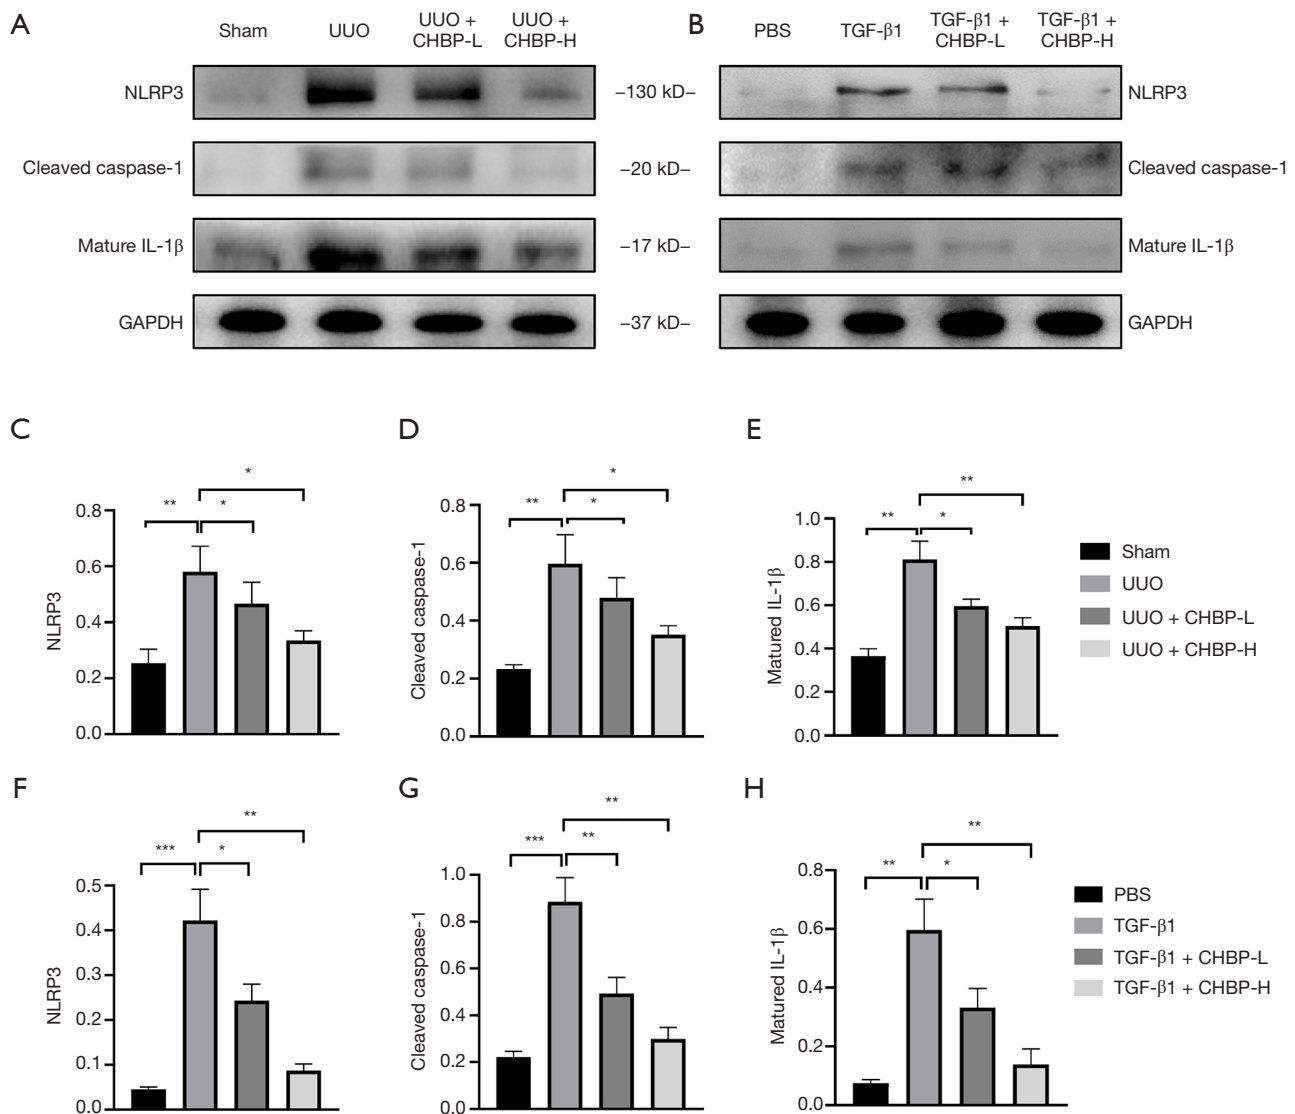 A
Sham
UUO
UUO +
CHBP-L
UUO +
CHBP-H
NLRP3
Cleaved caspase-1
Mature IL-1β
GAPDH
–130 kD–
–20 kD–
–17 kD–
–37 kD–
B
PBS
TGF-β1
TGF-β1 +
CHBP-L
TGF-β1 +
CHBP-H
NLRP3
Cleaved caspase-1
Mature IL-1β
GAPDH
C
NLRP3
0.8
0.6
0.4
0.2
0.0
**
*
*
D
Cleaved caspase-1
0.8
0.6
0.4
0.2
0.0
**
*
*
E
Matured IL-1β
1.0
0.8
0.6
0.4
0.2
0.0
**
*
**
Sham
UUO
UUO + CHBP-L
UUO + CHBP-H
F
NLRP3
0.5
0.4
0.3
0.2
0.1
0.0
***
*
**
G
Cleaved caspase-1
1.0
0.8
0.6
0.4
0.2
0.0
***
**
**
H
Matured IL-1β
0.8
0.6
0.4
0.2
0.0
**
*
**
PBS
TGF-β1
TGF-β1 + CHBP-L
TGF-β1 + CHBP-H